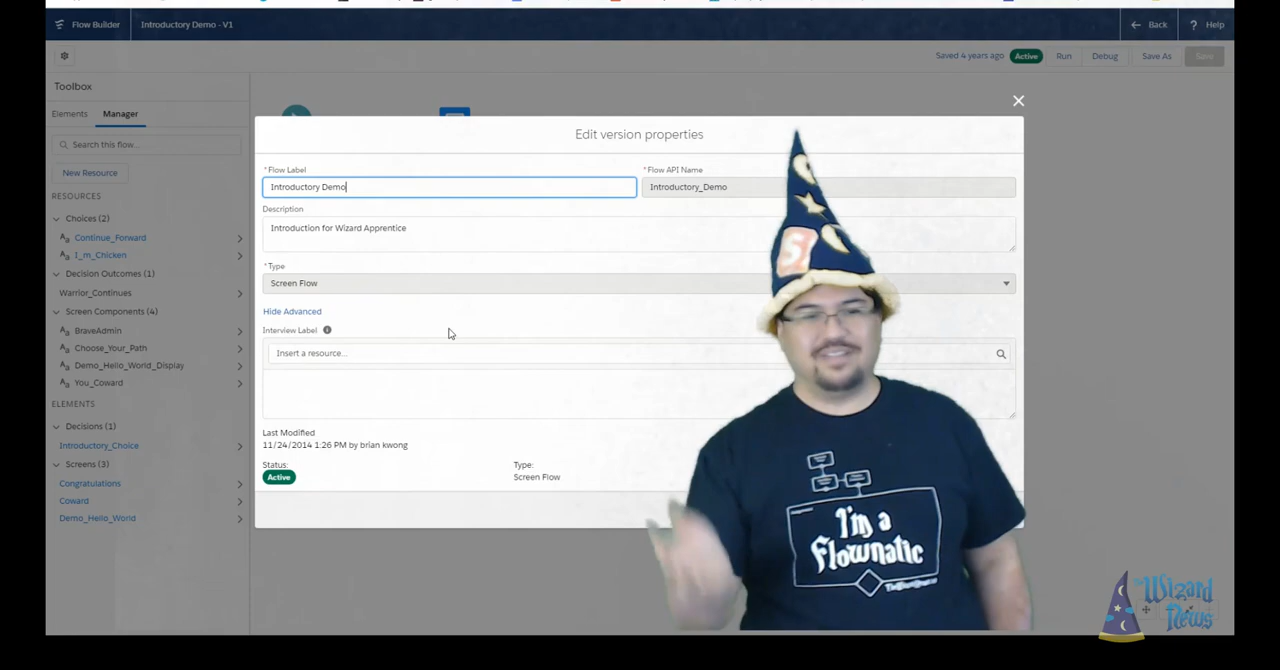 Flow Builder
Introductory Demo - V1
Back
? Help
Saved 4 years ago
Active
Run
Debug
Save As
Save
Toolbox
Elements
Manager
Search this flow...
New Resource
RESOURCES
Choices (2)
Continue_Forward
I_m_Chicken
Decision Outcomes (1)
Warrior_Continues
Screen Components (4)
BraveAdmin
Choose_Your_Path
Demo_Hello_World_Display
You_Coward
ELEMENTS
Decisions (1)
Introductory_Choice
Screens (3)
Congratulations
Coward
Demo_Hello_World
Edit version properties
*Flow Label
Introductory Demo
*Flow API Name
Introductory_Demo
Description
Introduction for Wizard Apprentice
*Type
Screen Flow
Hide Advanced
Interview Label
Insert a resource...
Last Modified
11/24/2014 1:26 PM by brian kwong
Status:
Active
Type:
Screen Flow
I'm a
Flownatic
Wizard
News